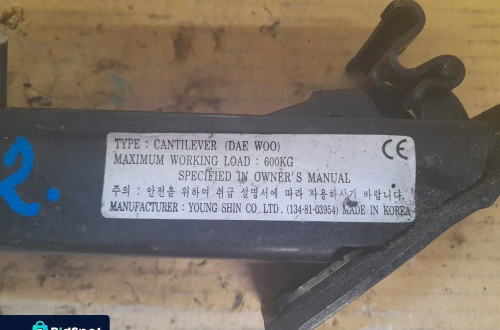 TYPE : CANTILEVER (DAE WOO)
MAXIMUM WORKING LOAD : 600KG
SPECIFIED IN OWNER'S MANUAL
주의 : 안전을 위하여 취급 설명서에 따라 사용하시기 바랍니다.
MANUFACTURER : YOUNG SHIN CO. LTD. (134-81-03954) MADE IN KOREA
CE
2.
BidSpot